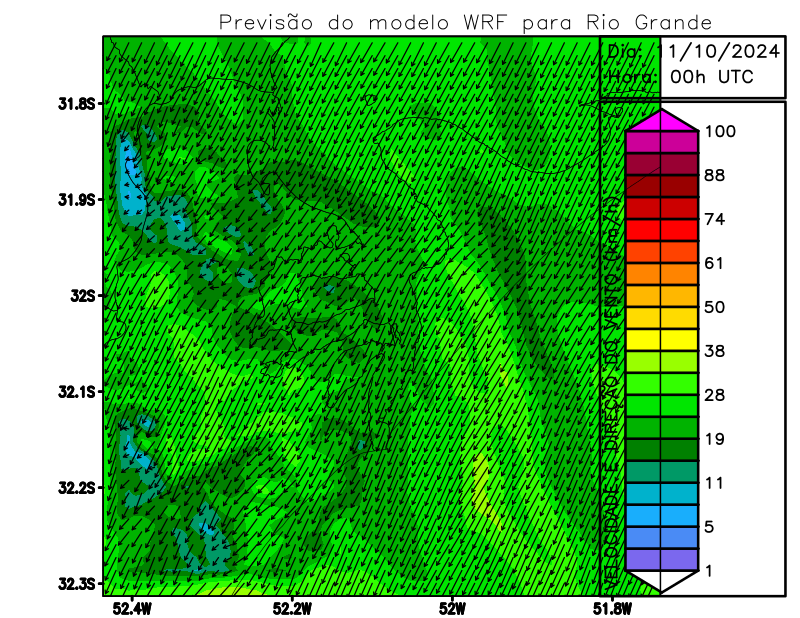 Previsão do modelo WRF para Rio Grande
Dia: 11/10/2024
Hora: 00h UTC
31.8S
31.9S
32S
32.1S
32.2S
32.3S
52.4W
52.2W
52W
51.8W
VELOCIDADE E DIREÇÃO DO VENTO (km/h)
100
88
74
61
50
38
28
19
11
5
1